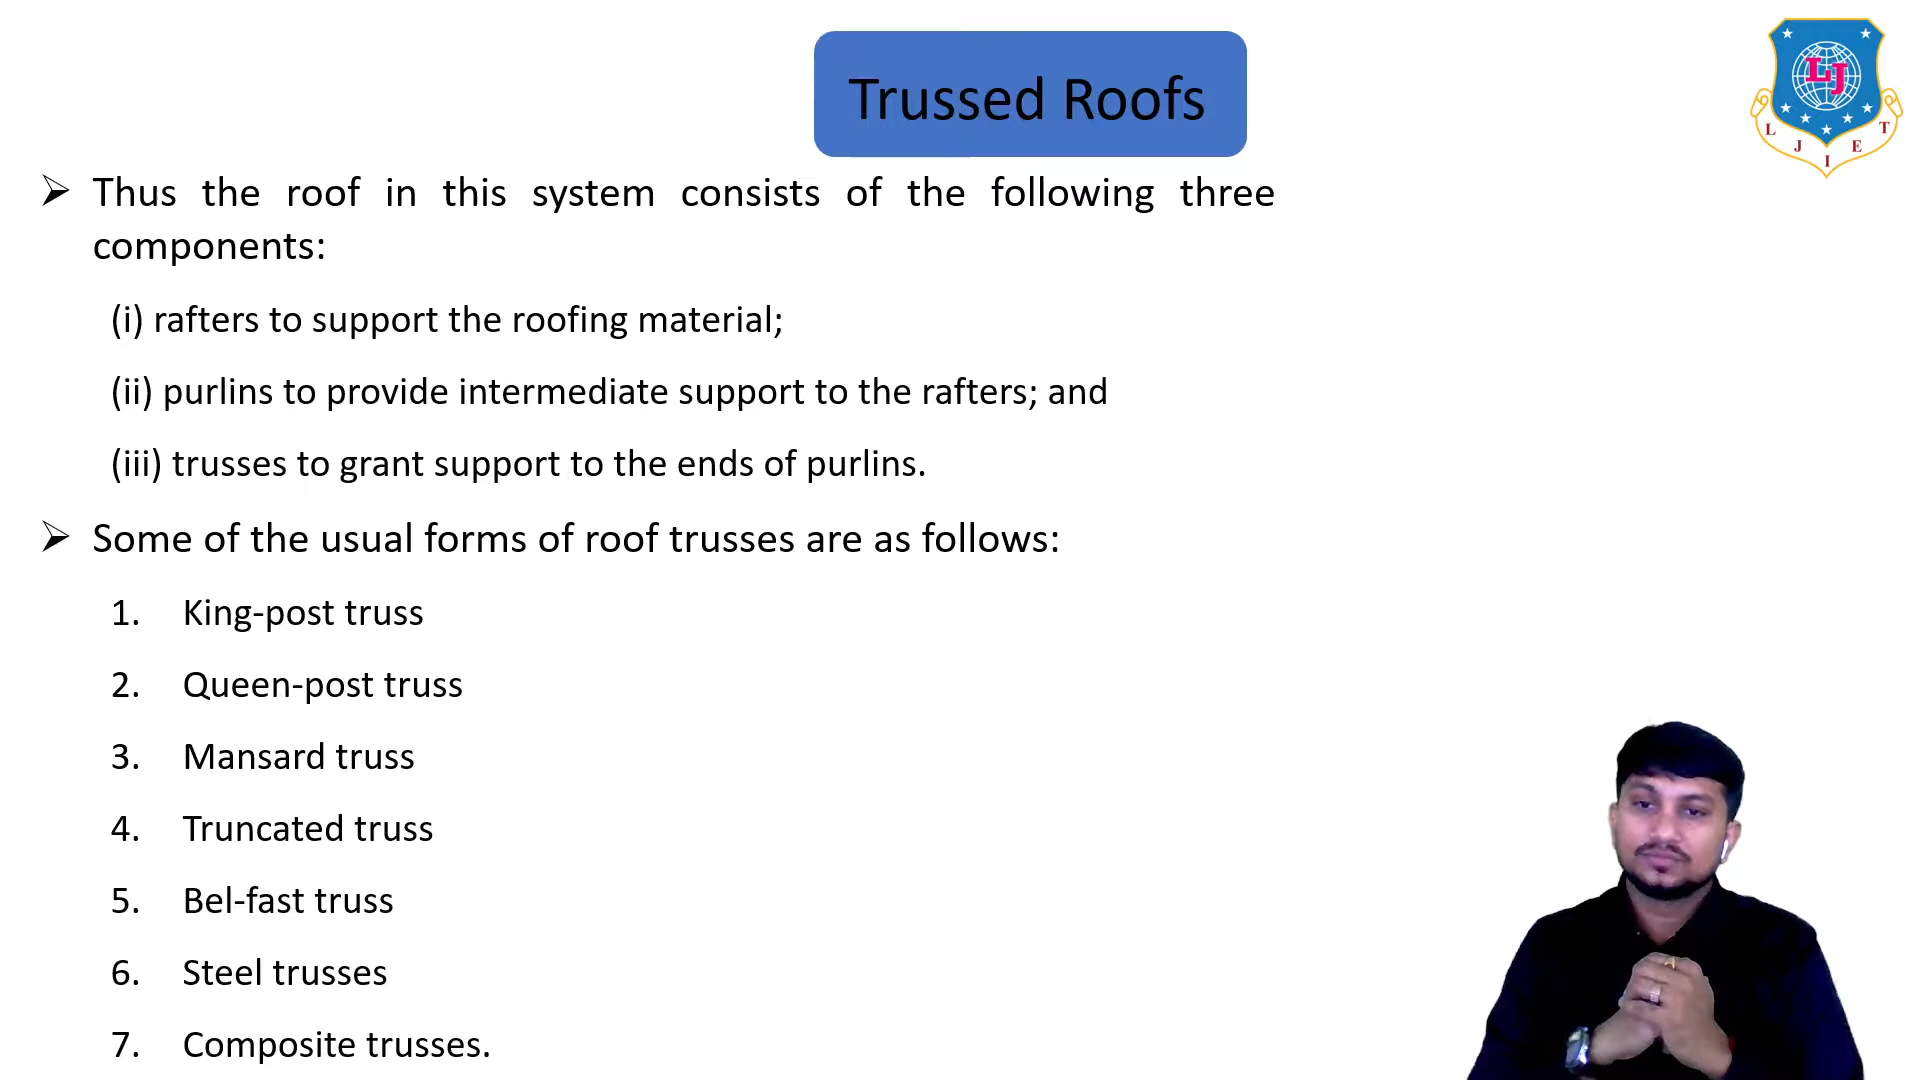 Trussed Roofs
LJ
L J I E T
➢ Thus the roof in this system consists of the following three
components:
(i) rafters to support the roofing material;
(ii) purlins to provide intermediate support to the rafters; and
(iii) trusses to grant support to the ends of purlins.
➢ Some of the usual forms of roof trusses are as follows:
1. King-post truss
2. Queen-post truss
3. Mansard truss
4. Truncated truss
5. Bel-fast truss
6. Steel trusses
7. Composite trusses.